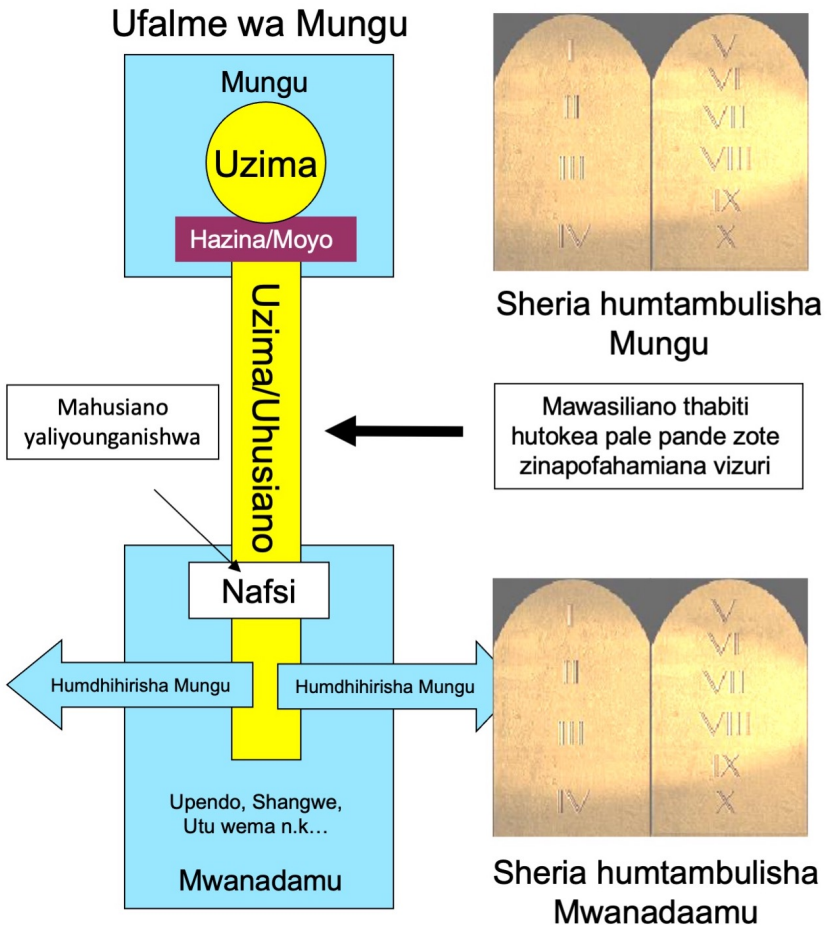 Ufalme wa Mungu
Mungu
Uzima
Hazina/Moyo
Uzima/Uhusiano
I
II
III
IV
V
VI
VII
VIII
IX
X
Sheria humtambulisha
Mungu
Mahusiano
yaliyounganishwa
Mawasiliano thabiti
hutokea pale pande zote
zinapofahamiana vizuri
Nafsi
Humdhihirisha Mungu
Humdhihirisha Mungu
Upendo, Shangwe,
Utu wema n.k...
Mwanadamu
I
II
III
IV
V
VI
VII
VIII
IX
X
Sheria humtambulisha
Mwanadaamu